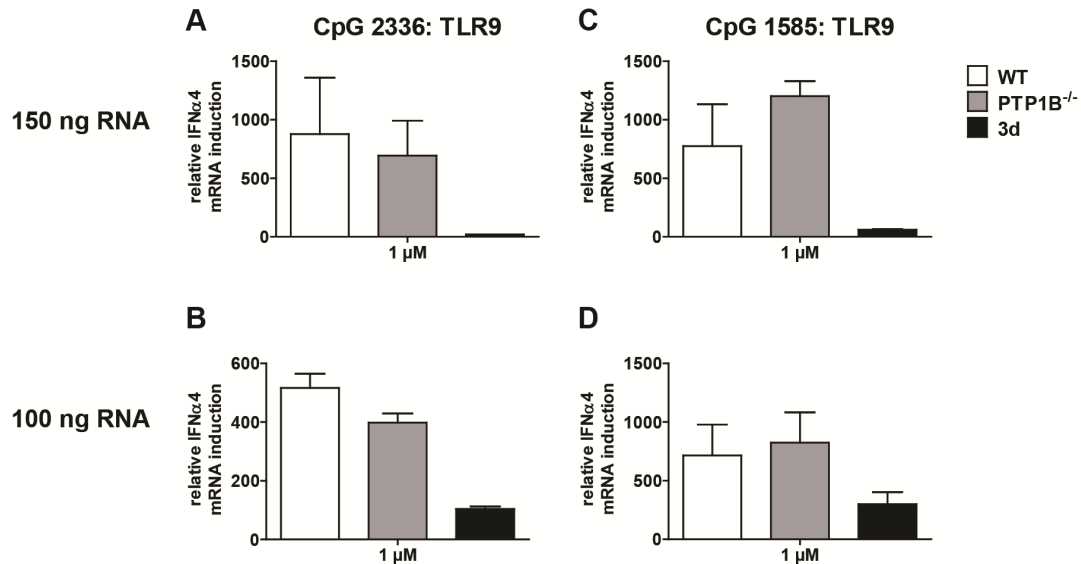 A
CpG 2336: TLR9
150 ng RNA
relative IFNα4
mRNA induction
1500
1000
500
0
1 µM
C
CpG 1585: TLR9
relative IFNα4
mRNA induction
1500
1000
500
0
1 µM
WT
PTP1B-/-
3d
B
100 ng RNA
relative IFNα4
mRNA induction
600
400
200
0
1 µM
D
relative IFNα4
mRNA induction
1500
1000
500
0
1 µM